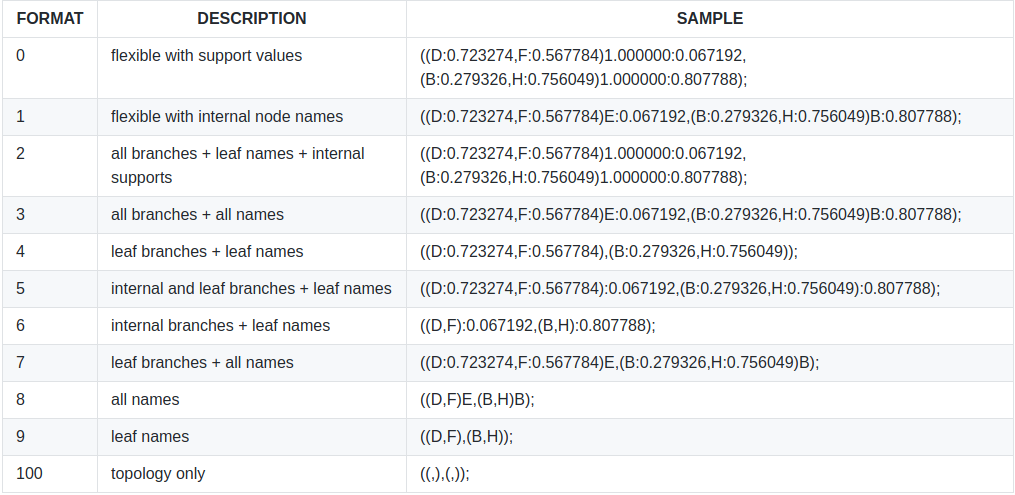 FORMAT DESCRIPTION SAMPLE
0 flexible with support values ((D:0.723274,F:0.567784)1.000000:0.067192,
(B:0.279326,H:0.756049)1.000000:0.807788);
1 flexible with internal node names ((D:0.723274,F:0.567784)E:0.067192,(B:0.279326,H:0.756049)B:0.807788);
2 all branches + leaf names + internal ((D:0.723274,F:0.567784)1.000000:0.067192,
supports (B:0.279326,H:0.756049)1.000000:0.807788);
3 all branches + all names ((D:0.723274,F:0.567784)E:0.067192,(B:0.279326,H:0.756049)B:0.807788);
4 leaf branches + leaf names ((D:0.723274,F:0.567784),(B:0.279326,H:0.756049));
5 internal and leaf branches + leaf names ((D:0.723274,F:0.567784):0.067192,(B:0.279326,H:0.756049):0.807788);
6 internal branches + leaf names ((D,F):0.067192,(B,H):0.807788);
7 leaf branches + all names ((D:0.723274,F:0.567784)E,(B:0.279326,H:0.756049)B);
8 all names ((D,F)E,(B,H)B);
9 leaf names ((D,F),(B,H));
100 topology only ((,),(,));